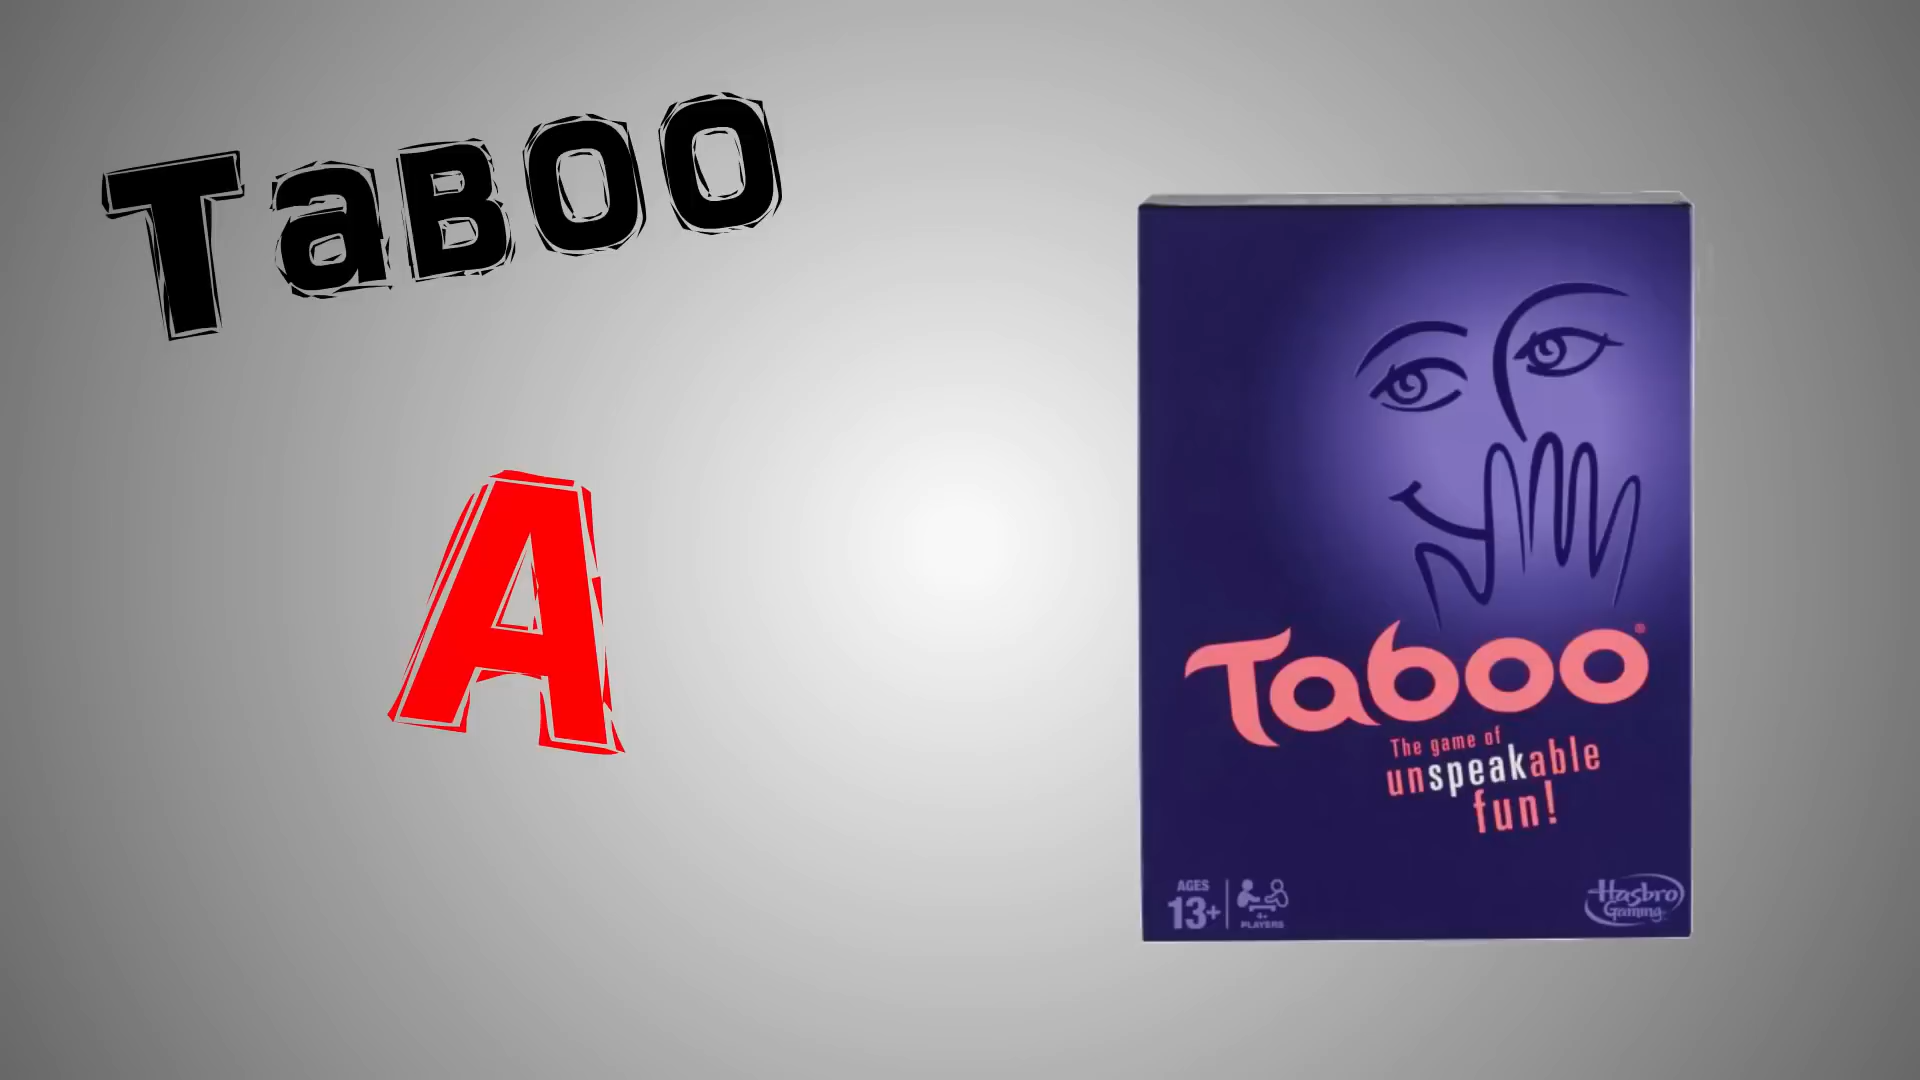 TaBOO
A
Taboo®
The game of
unspeakable
fun!
AGES
13+
4+
PLAYERS
Hasbro
Gaming